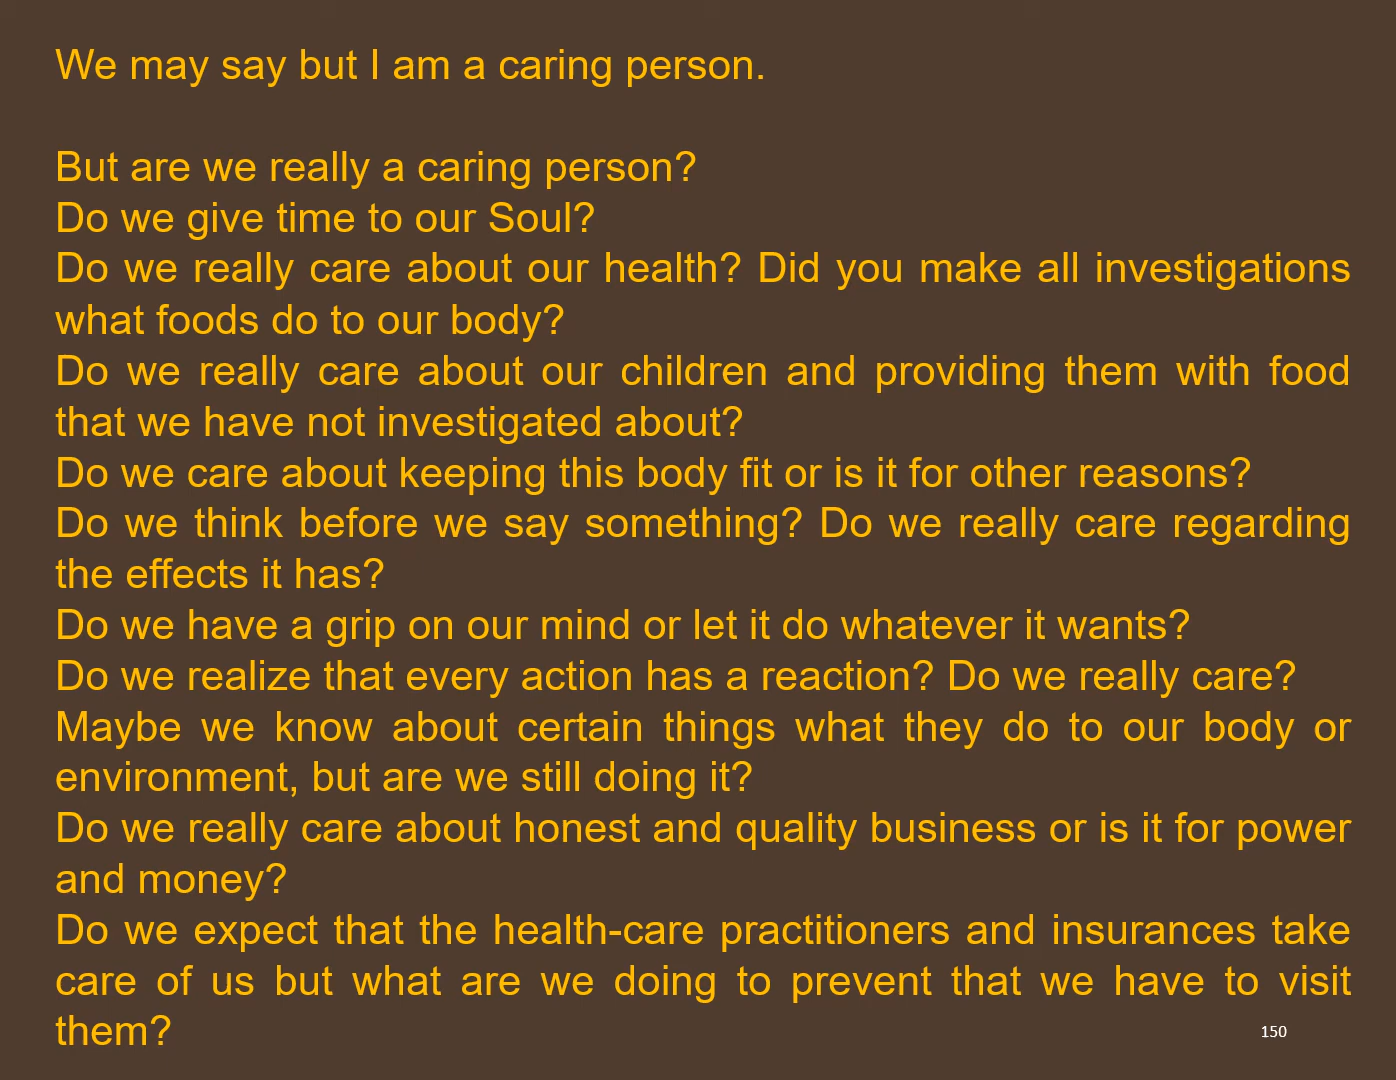 We may say but I am a caring person.
But are we really a caring person?
Do we give time to our Soul?
Do we really care about our health? Did you make all investigations
what foods do to our body?
Do we really care about our children and providing them with food
that we have not investigated about?
Do we care about keeping this body fit or is it for other reasons?
Do we think before we say something? Do we really care regarding
the effects it has?
Do we have a grip on our mind or let it do whatever it wants?
Do we realize that every action has a reaction? Do we really care?
Maybe we know about certain things what they do to our body or
environment, but are we still doing it?
Do we really care about honest and quality business or is it for power
and money?
Do we expect that the health-care practitioners and insurances take
care of us but what are we doing to prevent that we have to visit
them?
150